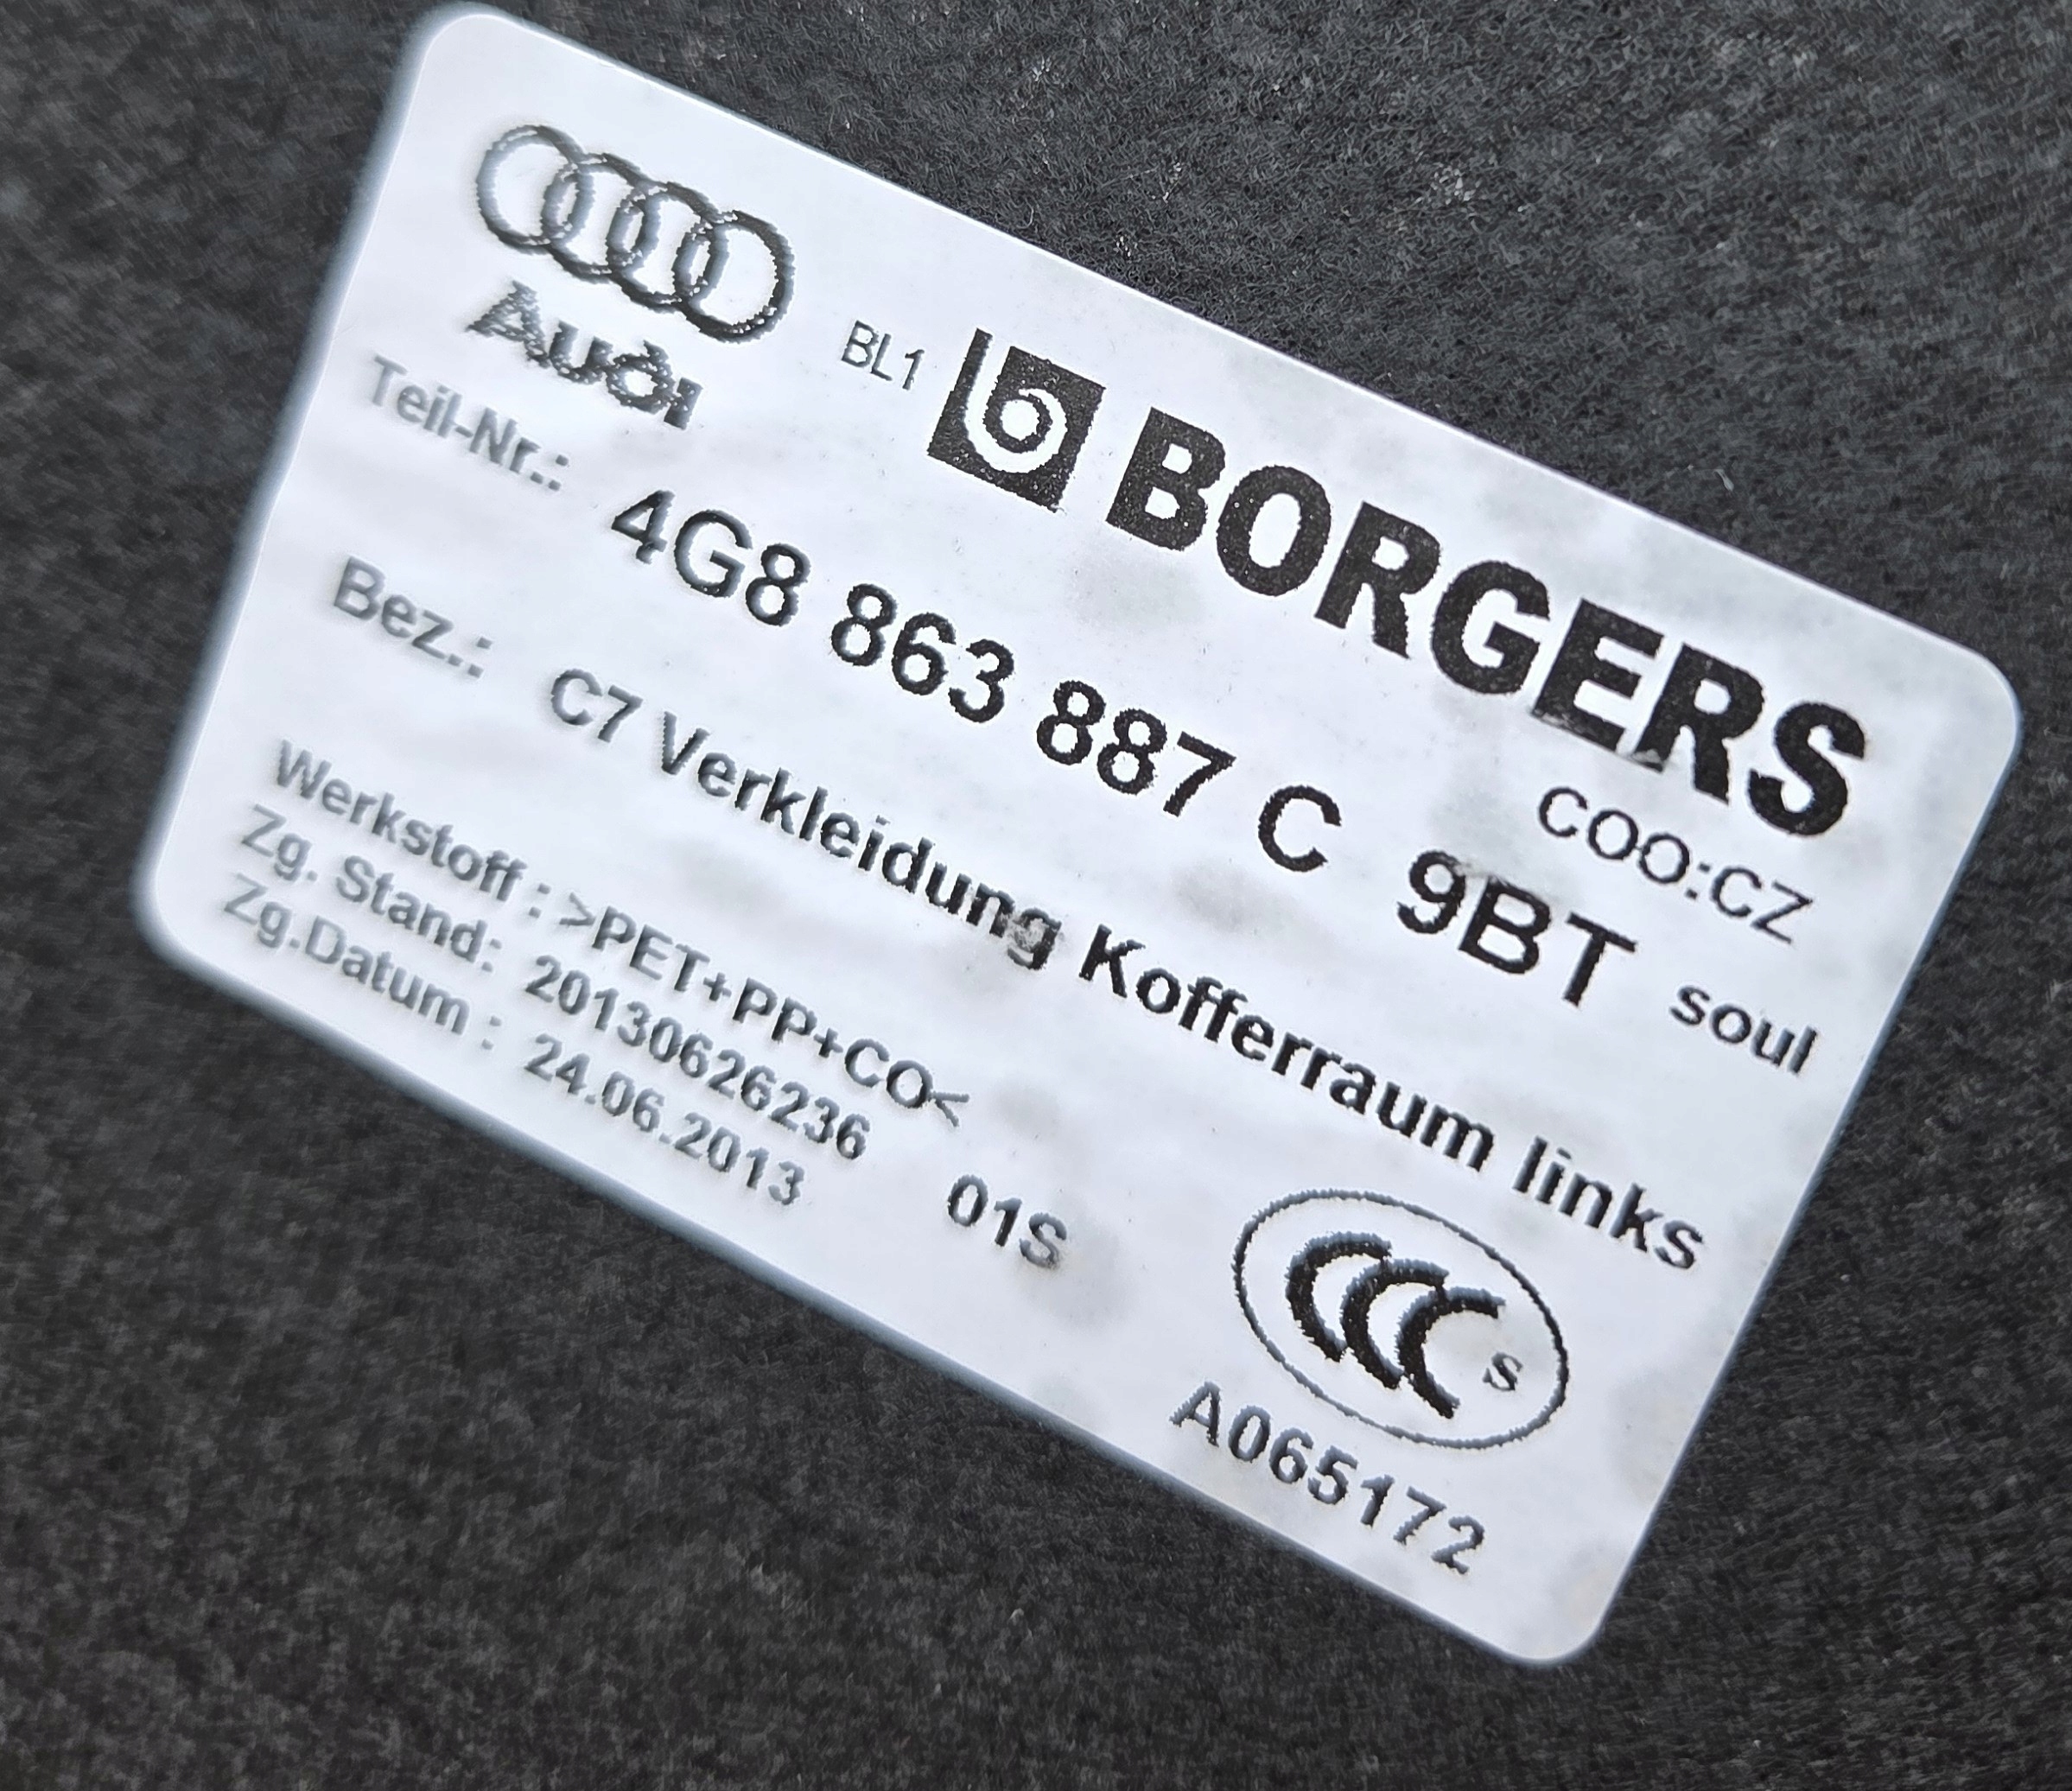 Audi
BL1 BORGERS
COO:CZ
Teil-Nr.: 4G8 863 887 C 9BT soul
Bez.: C7 Verkleidung Kofferraum links
Werkstoff : >PET+PP+CO<
Zg. Stand: 20130626236 01S
Zg.Datum : 24.06.2013
CCC S
A065172